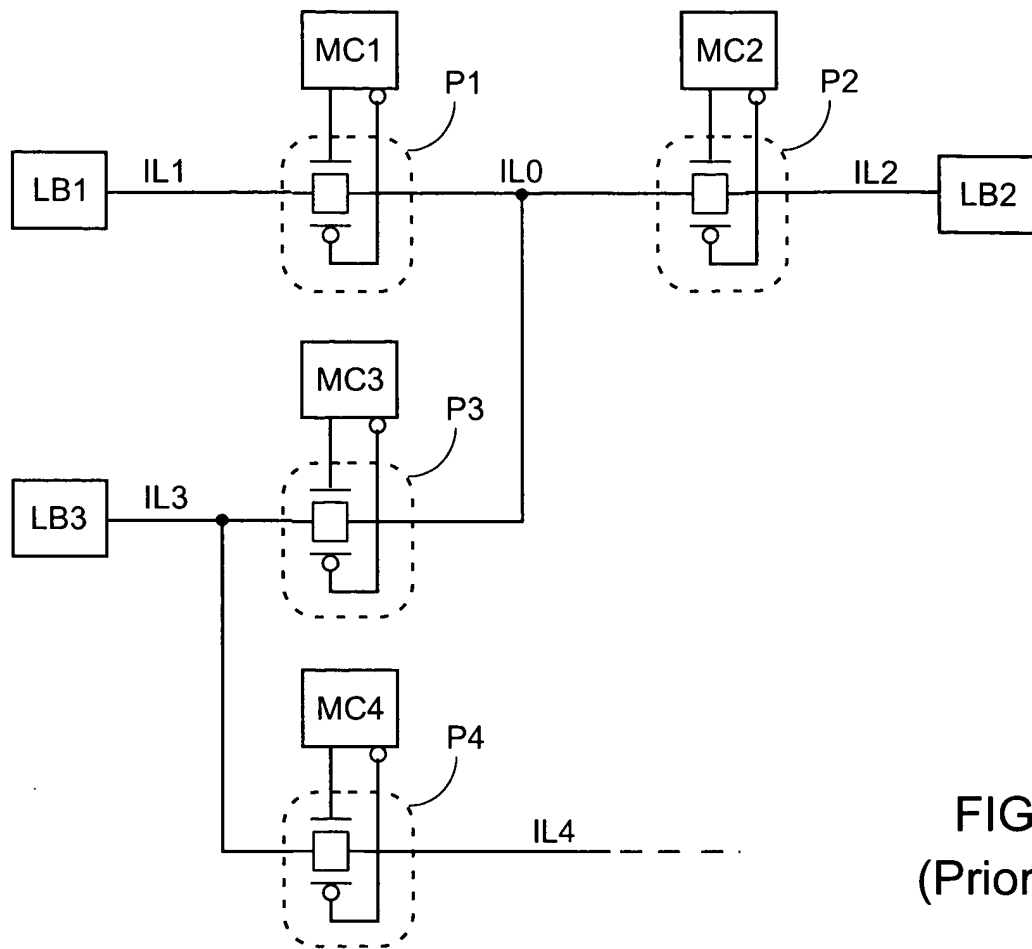 MC1
MC2
P1
P2
LB1
IL1
IL0
IL2
LB2
MC3
P3
LB3
IL3
MC4
P4
IL4
FIG
(Prior